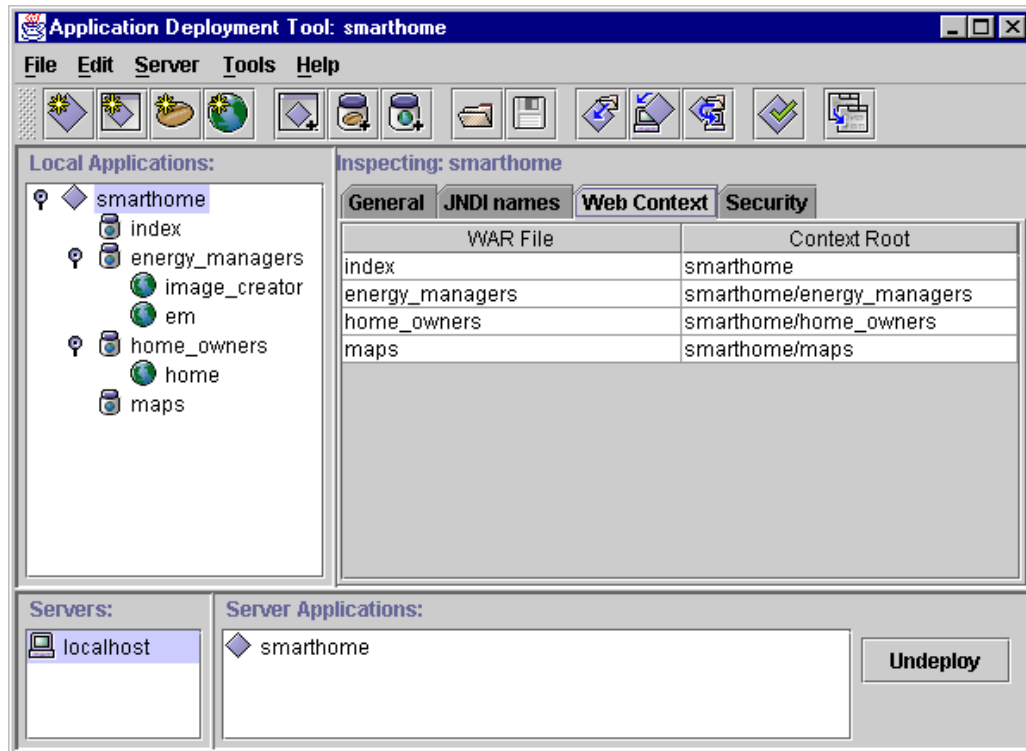 Application Deployment Tool: smarthome
File Edit Server Tools Help
Local Applications:
smarthome
index
energy_managers
image_creator
em
home_owners
home
maps
Inspecting: smarthome
General JNDI names Web Context Security
WAR File Context Root
index smarthome
energy_managers smarthome/energy_managers
home_owners smarthome/home_owners
maps smarthome/maps
Servers:
localhost
Server Applications:
smarthome
Undeploy